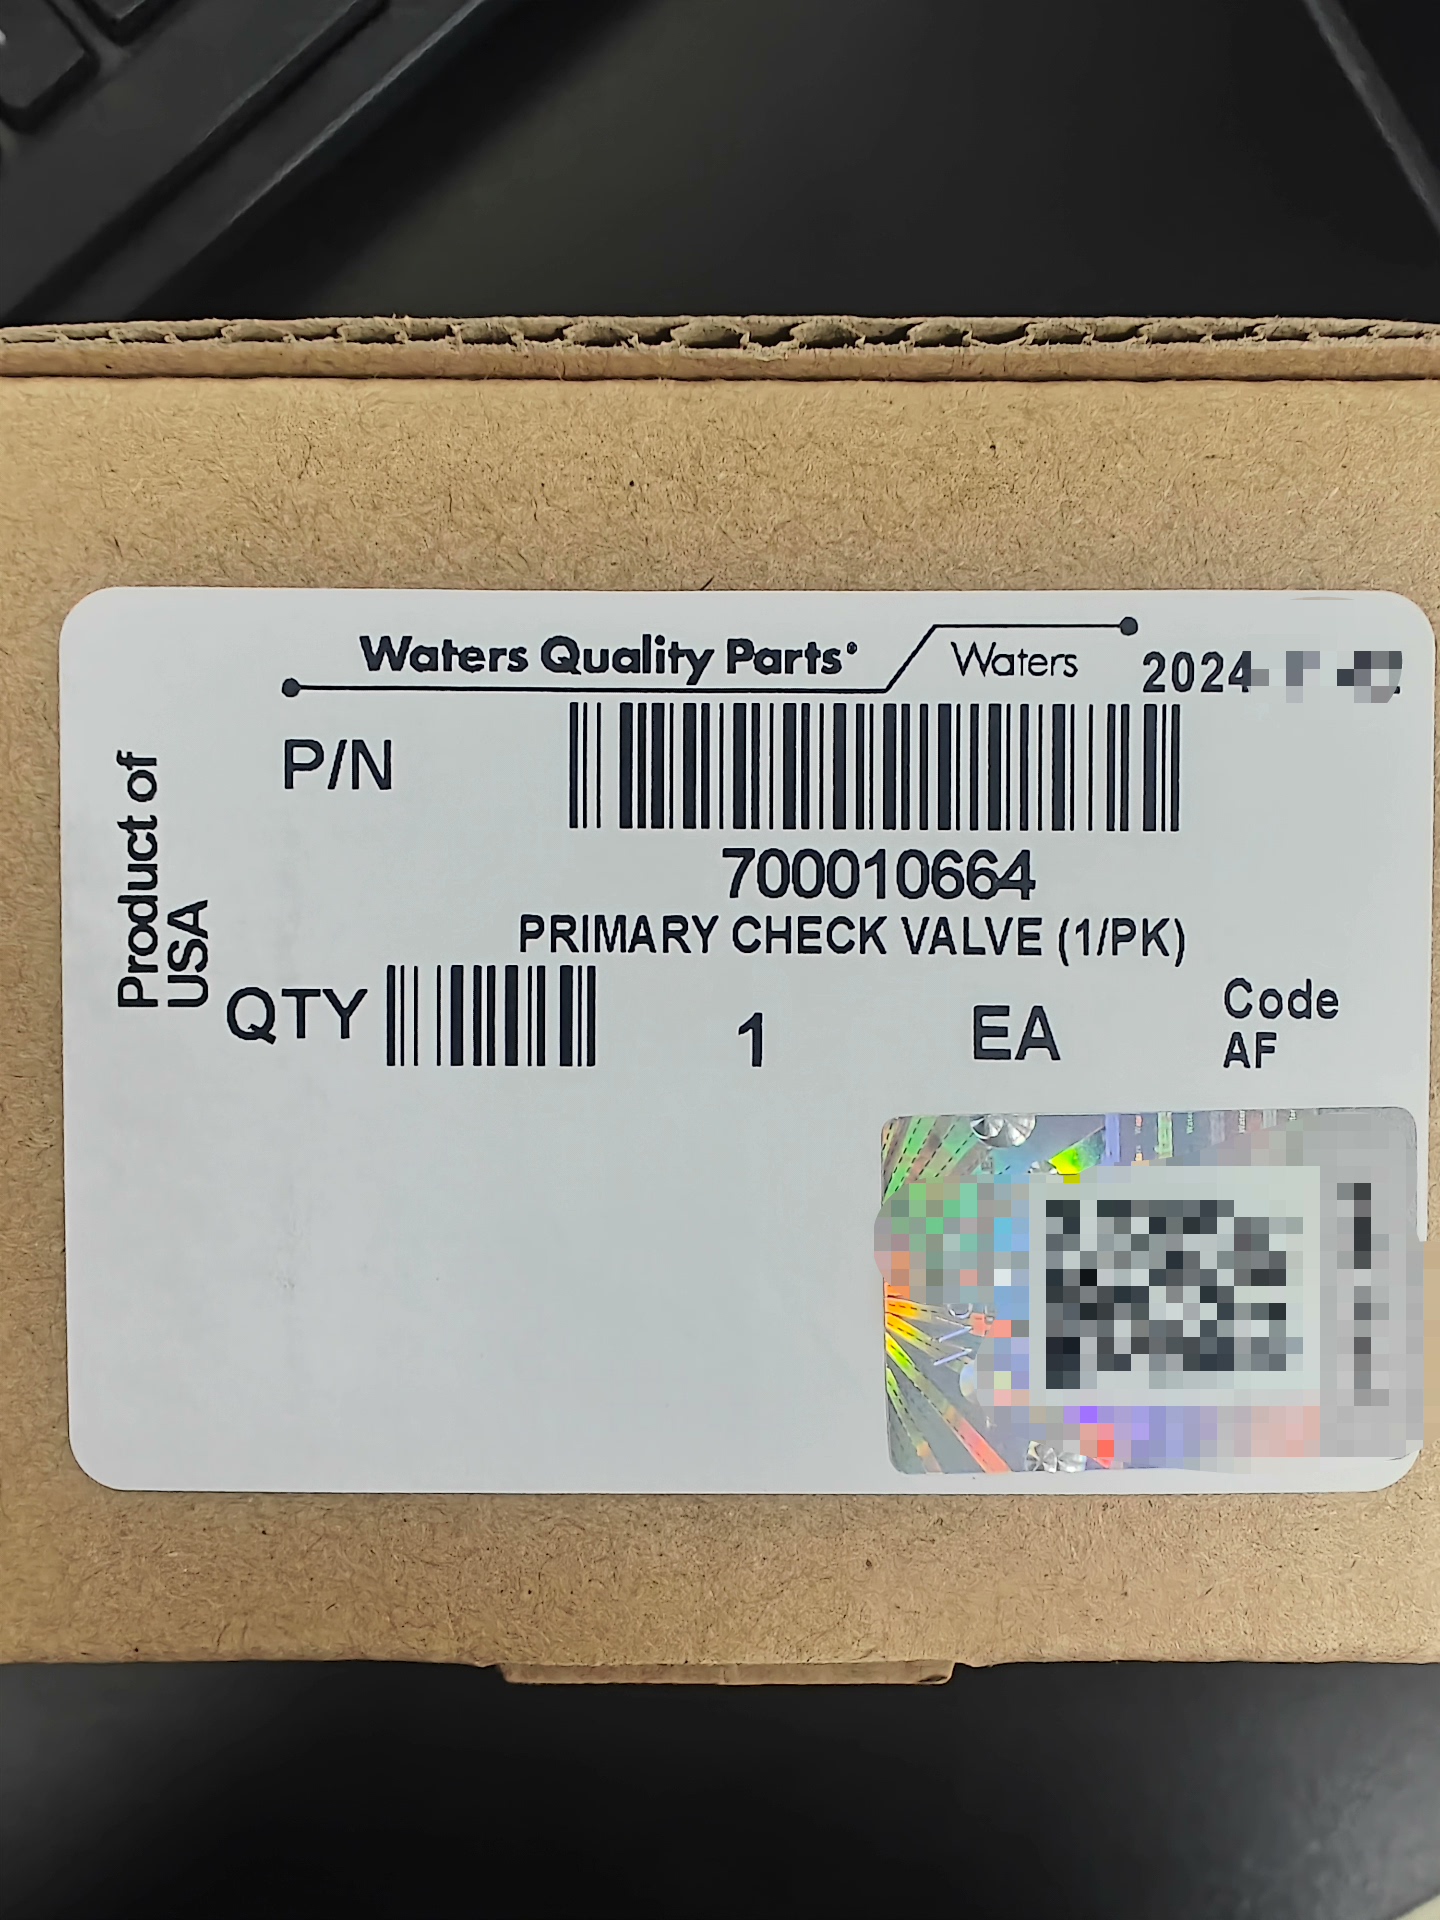 Waters Quality Parts®
Waters
2024
Product of
USA
P/N
700010664
PRIMARY CHECK VALVE (1/PK)
QTY
1
EA
Code
AF